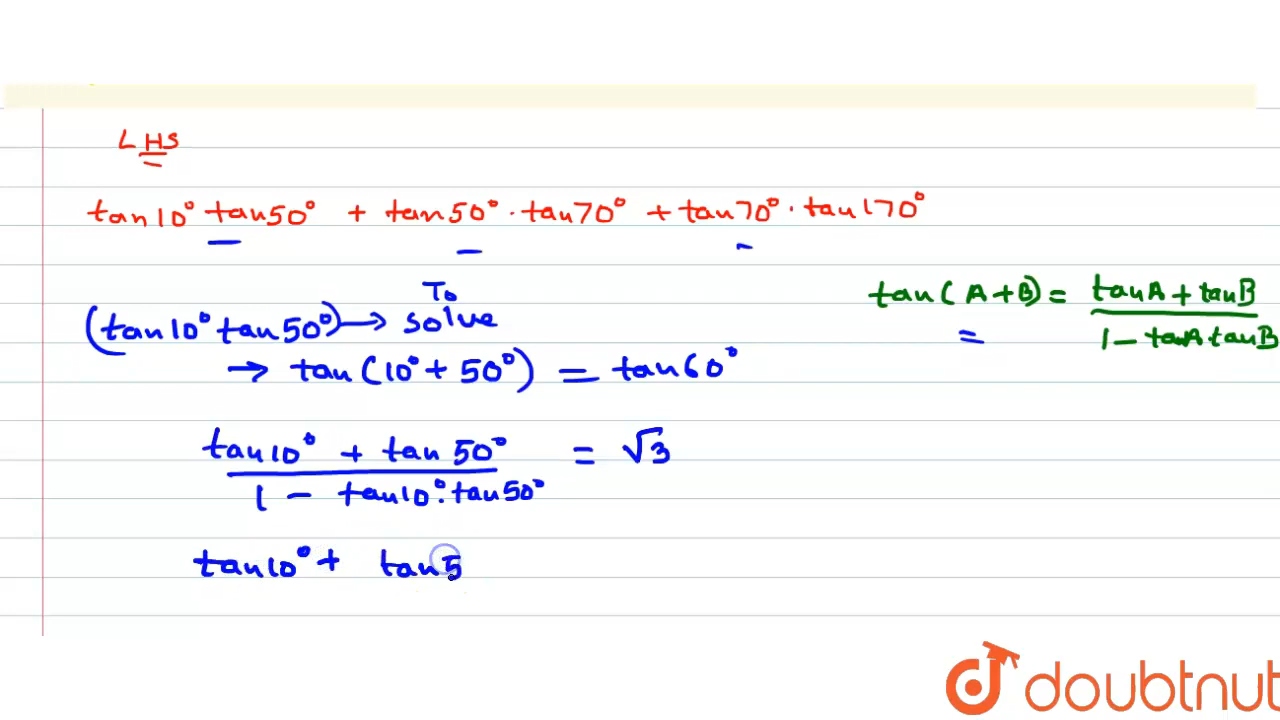 LHS
tan10° tan50° + tan50° · tan70° + tan70° · tan170°
tan(A+B) = tanA + tanB / 1 - tanA tanB
=
(tan10° tan50°) → To solve
→ tan(10° + 50°) = tan60°
tan10° + tan50° / 1 - tan10° · tan50° = √3
tan10° + tan5
doubtnut